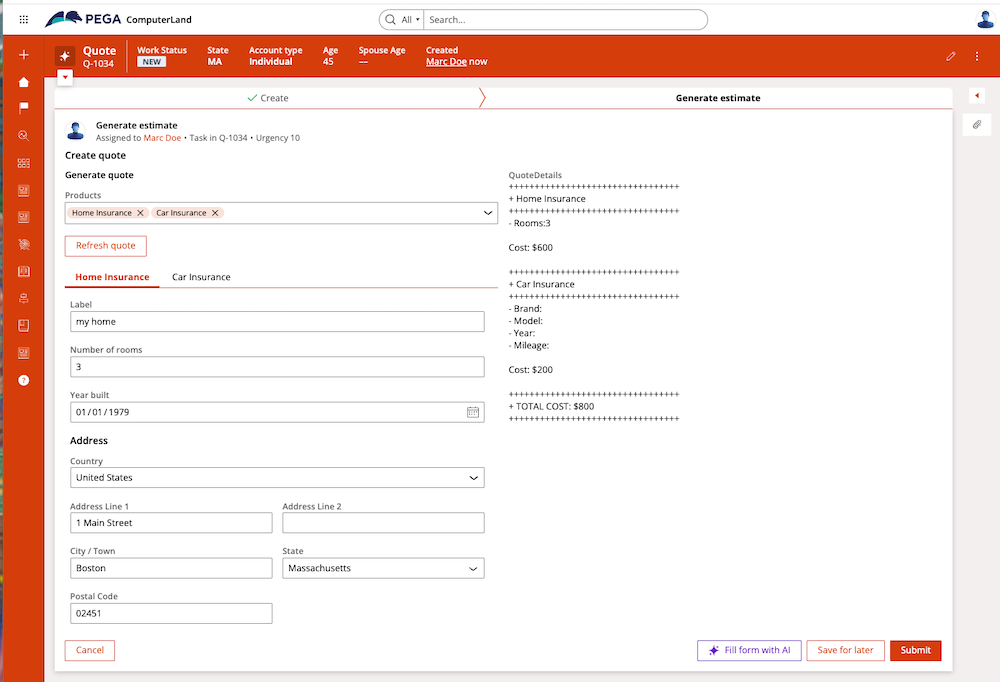 PEGA ComputerLand
All
Search...
Quote
Q-1034
Work Status
NEW
State
MA
Account type
Individual
Age
45
Spouse Age
––
Created
Marc Doe now
Create
Generate estimate
Generate estimate
Assigned to Marc Doe • Task in Q-1034 • Urgency 10
Create quote
Generate quote
Products
Home Insurance Car Insurance
Refresh quote
Home Insurance Car Insurance
Label
my home
Number of rooms
3
Year built
01/01/1979
Address
Country
United States
Address Line 1 Address Line 2
1 Main Street
City / Town State
Boston Massachusetts
Postal Code
02451
QuoteDetails
++++++++++++++++++++++++++++++++++
+ Home Insurance
++++++++++++++++++++++++++++++++++
- Rooms:3
Cost: $600
++++++++++++++++++++++++++++++++++
+ Car Insurance
++++++++++++++++++++++++++++++++++
- Brand:
- Model:
- Year:
- Mileage:
Cost: $200
++++++++++++++++++++++++++++++++++
+ TOTAL COST: $800
++++++++++++++++++++++++++++++++++
Cancel
Fill form with AI
Save for later
Submit